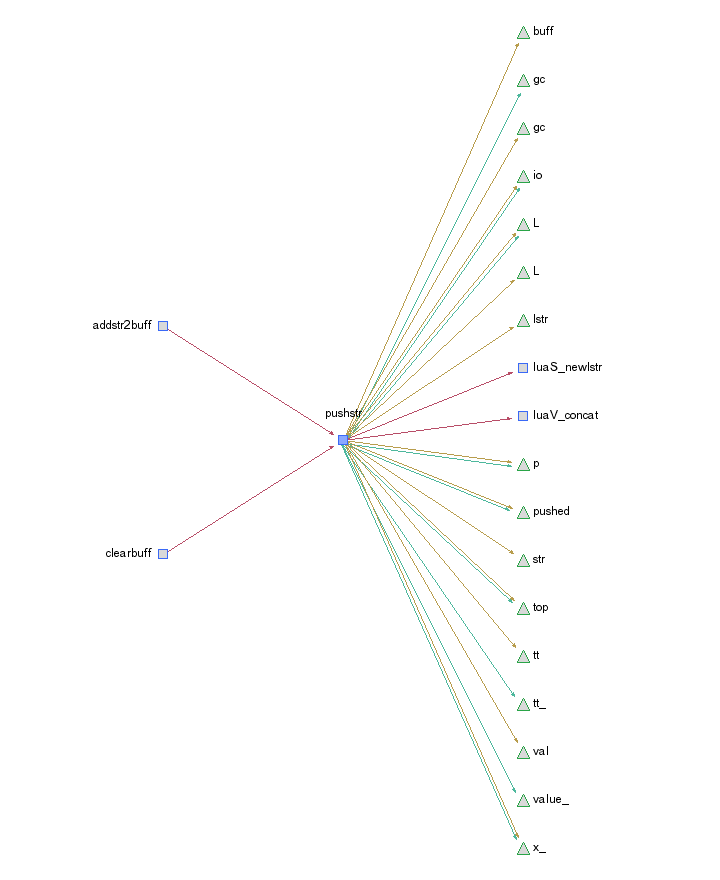 buff
gc
gc
io
L
L
lstr
addstr2buff
luaS_newlstr
pushstr
luaV_concat
p
pushed
clearbuff
str
top
tt
tt_
val
value_
x_